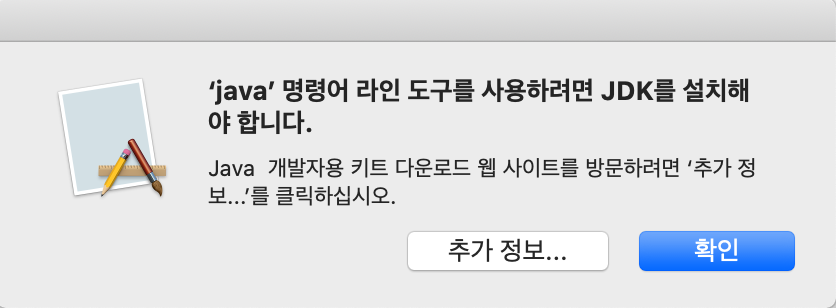 ‘java’ 명령어 라인 도구를 사용하려면 JDK를 설치해
야 합니다.
Java  개발자용 키트 다운로드 웹 사이트를 방문하려면 ‘추가 정
보...’를 클릭하십시오.
추가 정보...
확인